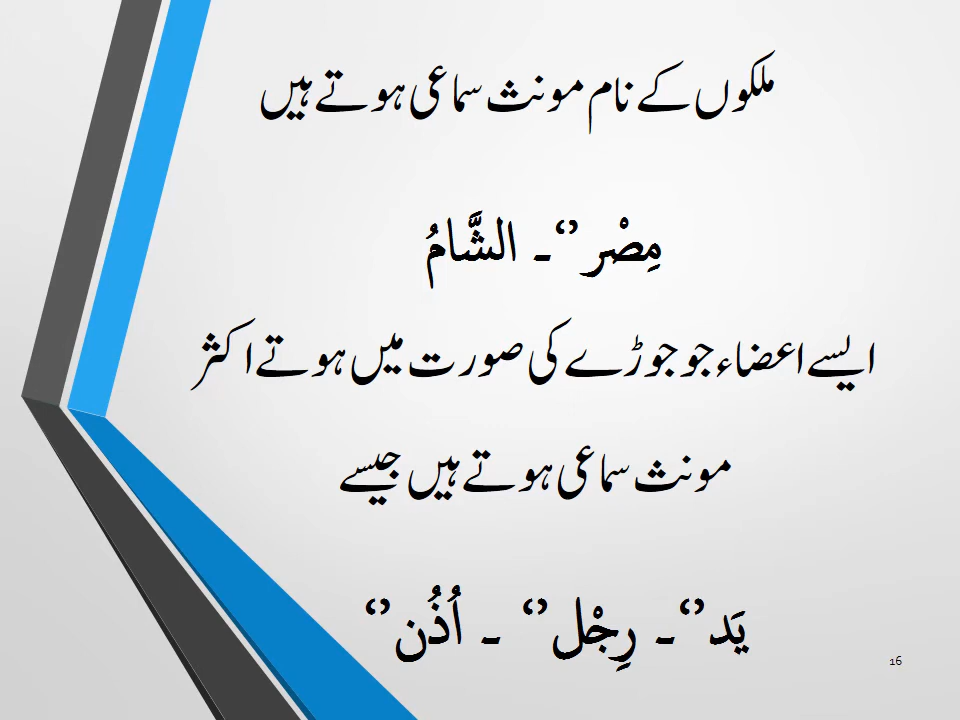 ملکوں کے نام مونث سماعی ہوتے ہیں
مِصْر‘’۔ الشَّامُ
ایسے اعضاء جو جوڑے کی صورت میں ہوتے اکثر
مونث سماعی ہوتے ہیں جیسے
یَد‘’۔ رِجْل‘’ ۔ اُذُن‘’
16